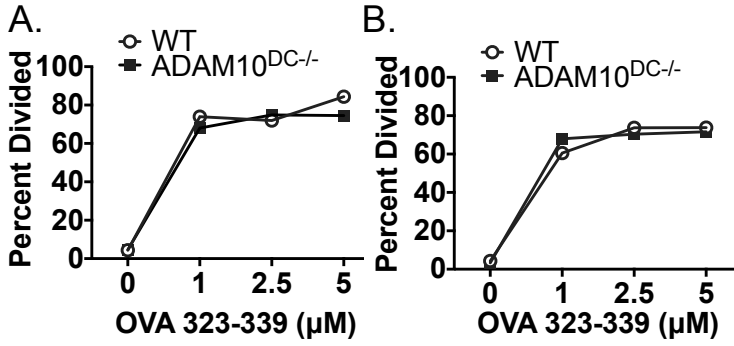 A.
WT
ADAM10DC-/-
Percent Divided
100
80
60
40
20
0
0 1 2.5 5
OVA 323-339 (µM)
B.
WT
ADAM10DC-/-
Percent Divided
100
80
60
40
20
0
0 1 2.5 5
OVA 323-339 (µM)